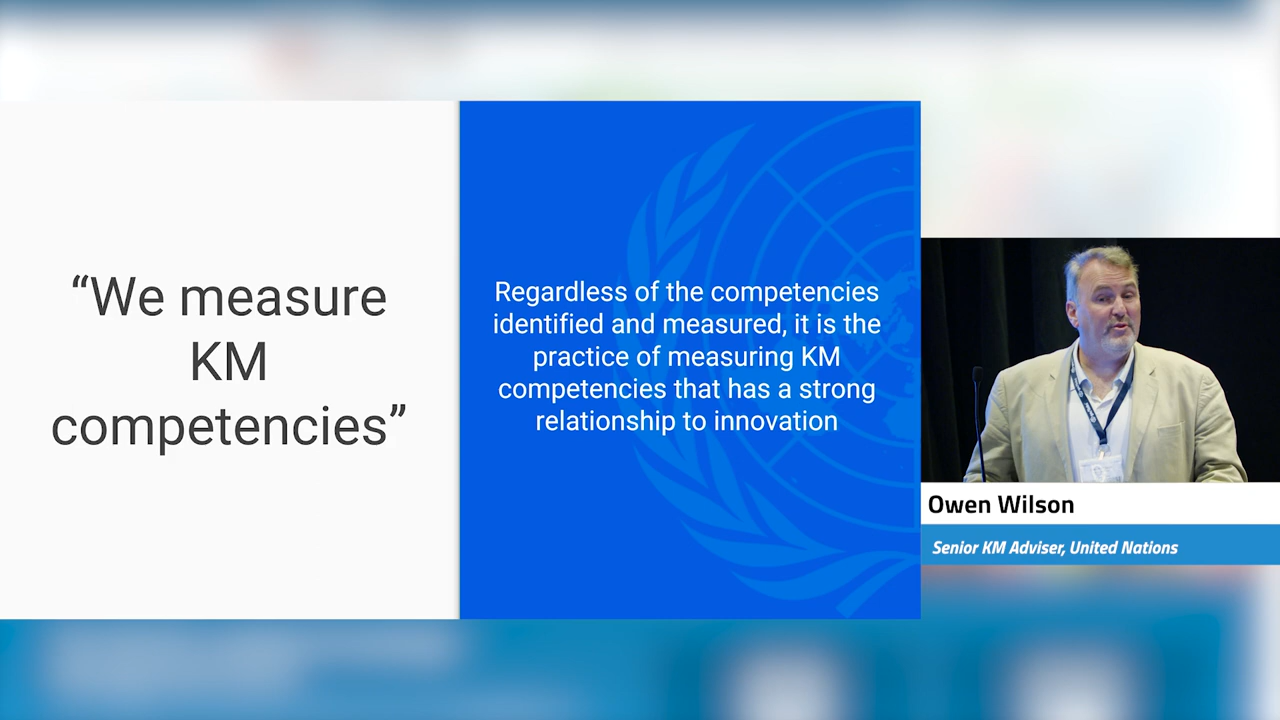 “We measure
KM
competencies”
Regardless of the competencies
identified and measured, it is the
practice of measuring KM
competencies that has a strong
relationship to innovation
Owen Wilson
Senior KM Adviser, United Nations